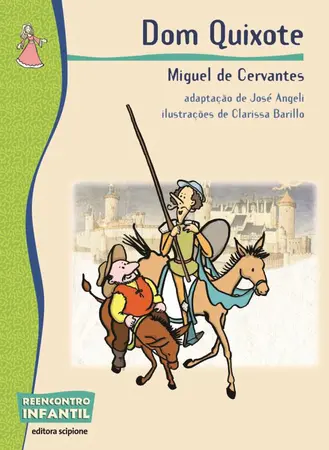 Dom Quixote
Miguel de Cervantes
adaptação de José Angeli
ilustrações de Clarissa Barillo
REENCONTRO
INFANTIL
editora scipione